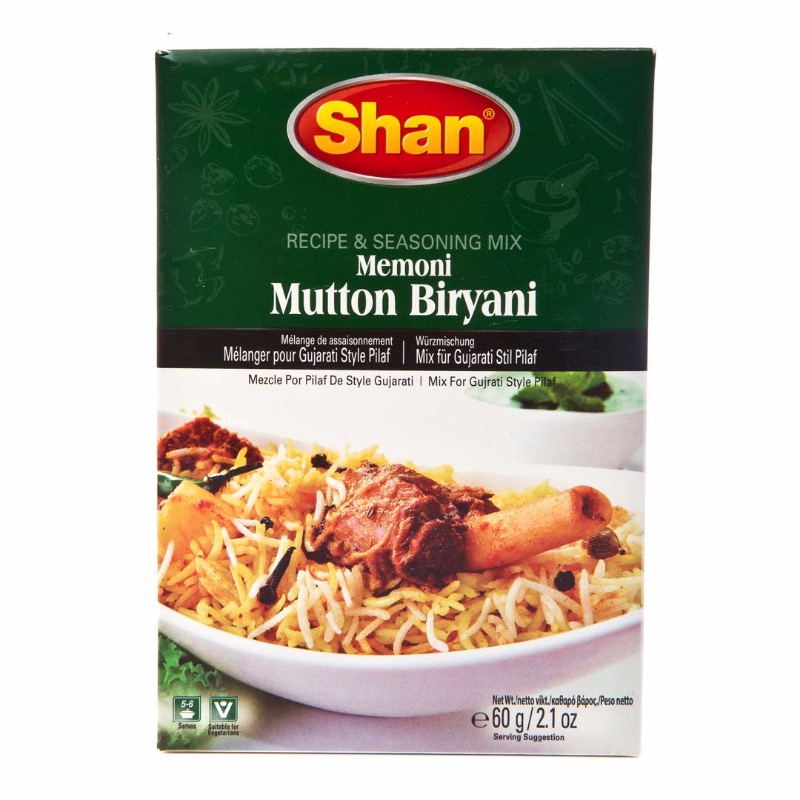 Shan®
RECIPE & SEASONING MIX
Memoni
Mutton Biryani
Mélange de assaisonnement
Mélanger pour Gujarati Style Pilaf
Würzmischung
Mix für Gujarati Stil Pilaf
Mezcle Por Pilaf De Style Gujarati | Mix For Gujrati Style Pilaf
5-6
Serves
Suitable for
Vegetarians
Net Wt./netto vikt./καθαρό βάρος./Peso netto
℮ 60 g / 2.1 oz
Serving Suggestion